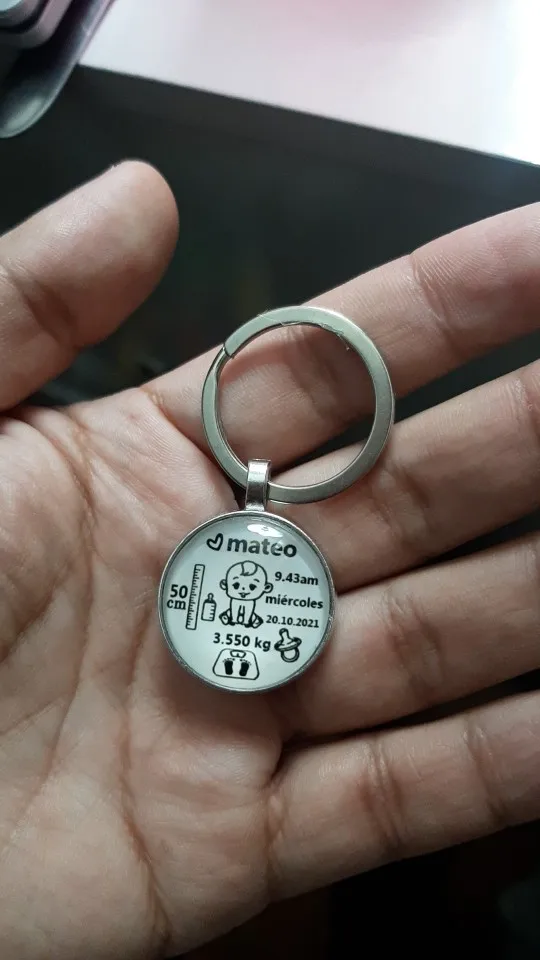 mateo
9.43am
50
cm
miércoles
20.10.2021
3.550 kg